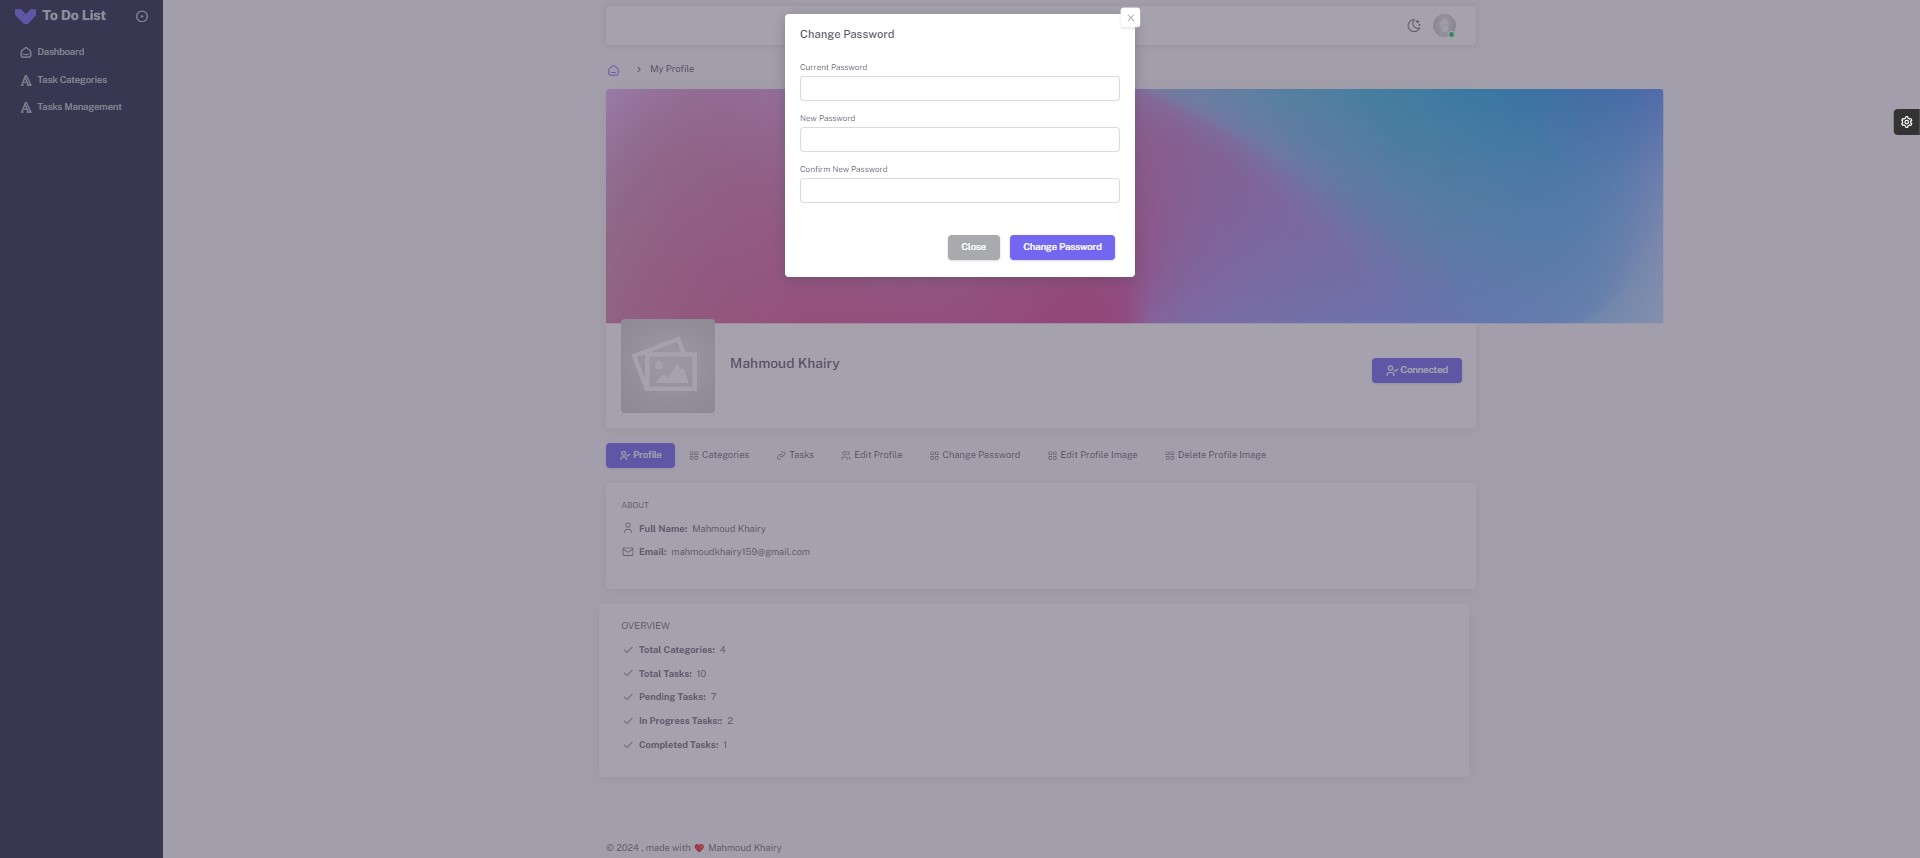 To Do List
Dashboard
Task Categories
Tasks Management
Change Password
Current Password
New Password
Confirm New Password
Close
Change Password
My Profile
Mahmoud Khairy
Connected
Profile
Categories
Tasks
Edit Profile
Change Password
Edit Profile Image
Delete Profile Image
ABOUT
Full Name: Mahmoud Khairy
Email: mahmoudkhairy159@gmail.com
OVERVIEW
Total Categories: 4
Total Tasks: 10
Pending Tasks: 7
In Progress Tasks:: 2
Completed Tasks: 1
© 2024 , made with ❤ Mahmoud Khairy